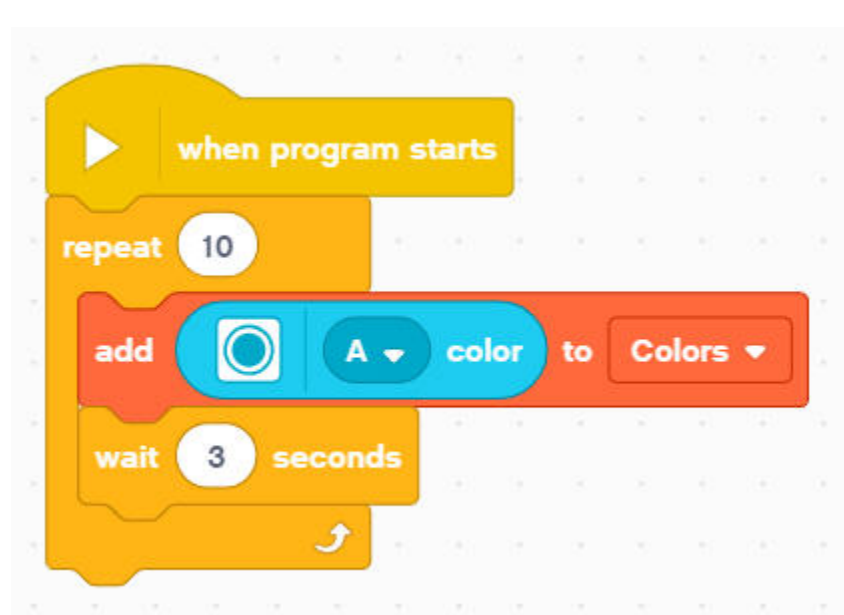 when program starts
repeat 10
add A color to Colors
wait 3 seconds